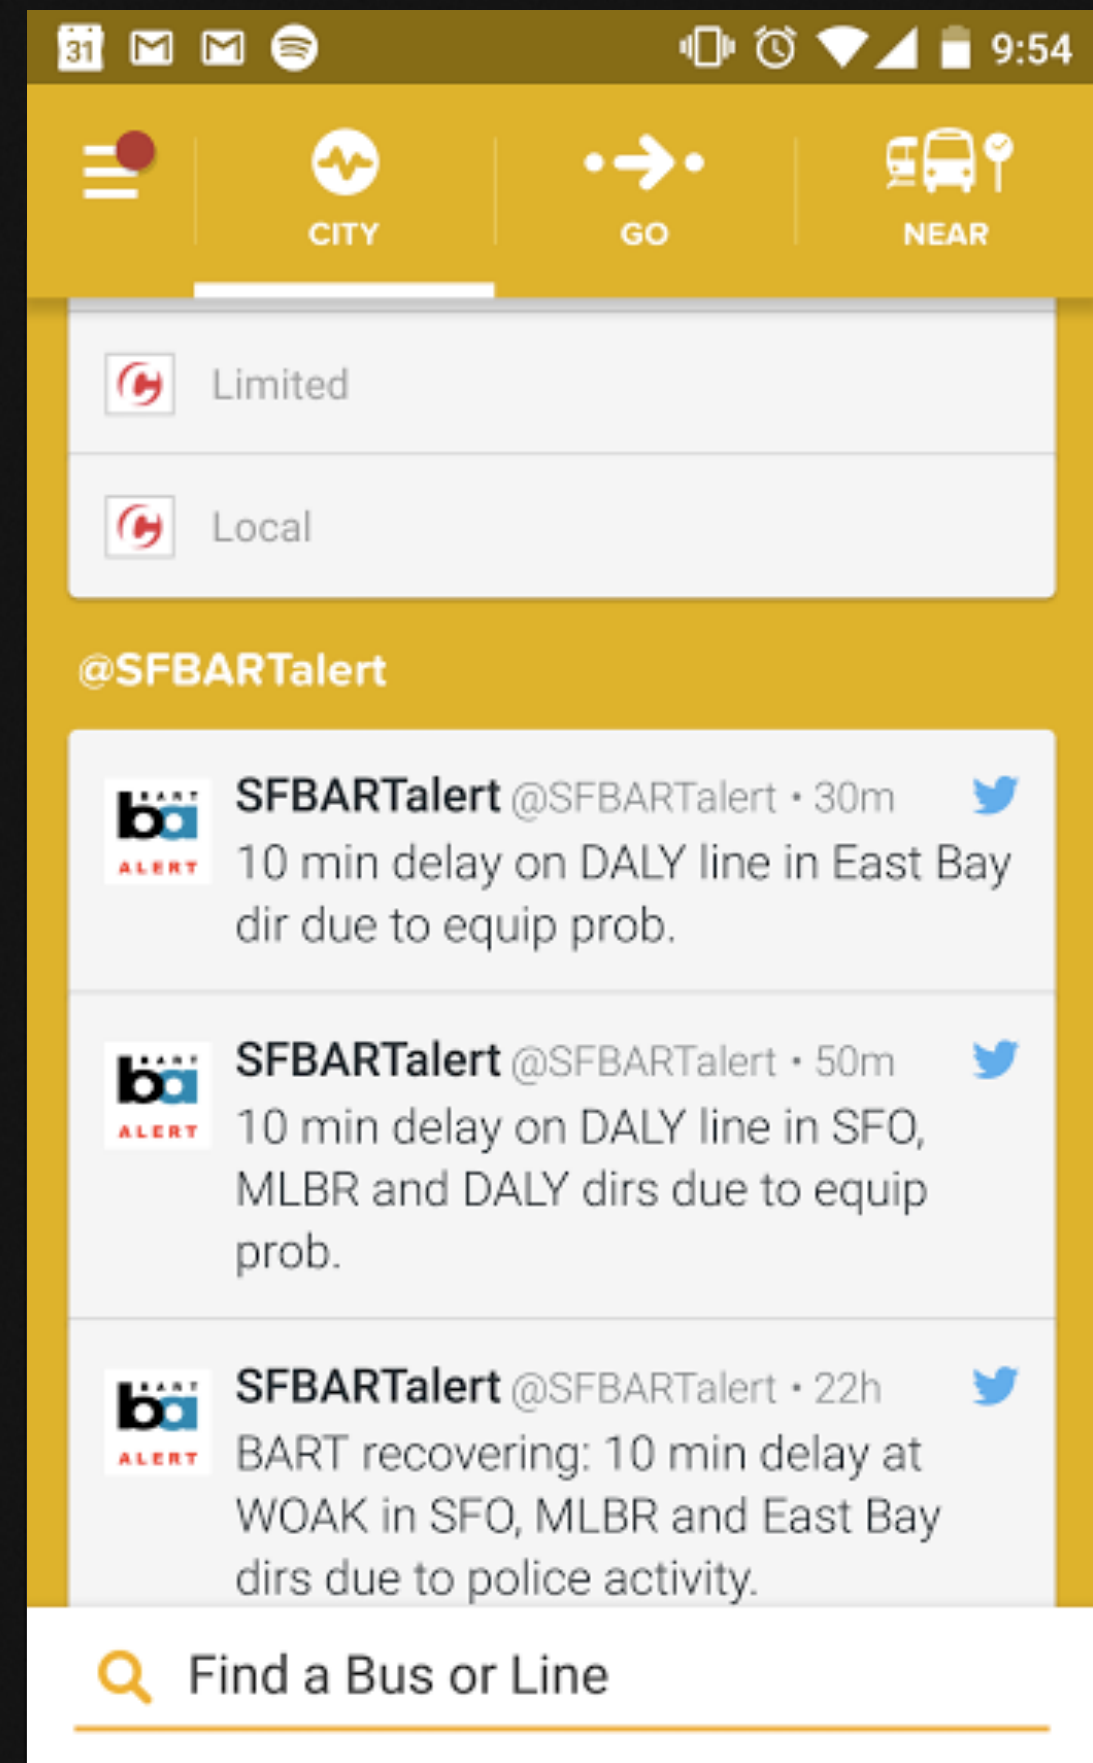 31 9:54
CITY GO NEAR
Limited
Local
@SFBARTalert
BART
ba
ALERT
SFBARTalert @SFBARTalert • 30m
10 min delay on DALY line in East Bay
dir due to equip prob.
BART
ba
ALERT
SFBARTalert @SFBARTalert • 50m
10 min delay on DALY line in SFO,
MLBR and DALY dirs due to equip
prob.
BART
ba
ALERT
SFBARTalert @SFBARTalert • 22h
BART recovering: 10 min delay at
WOAK in SFO, MLBR and East Bay
dirs due to police activity.
Find a Bus or Line